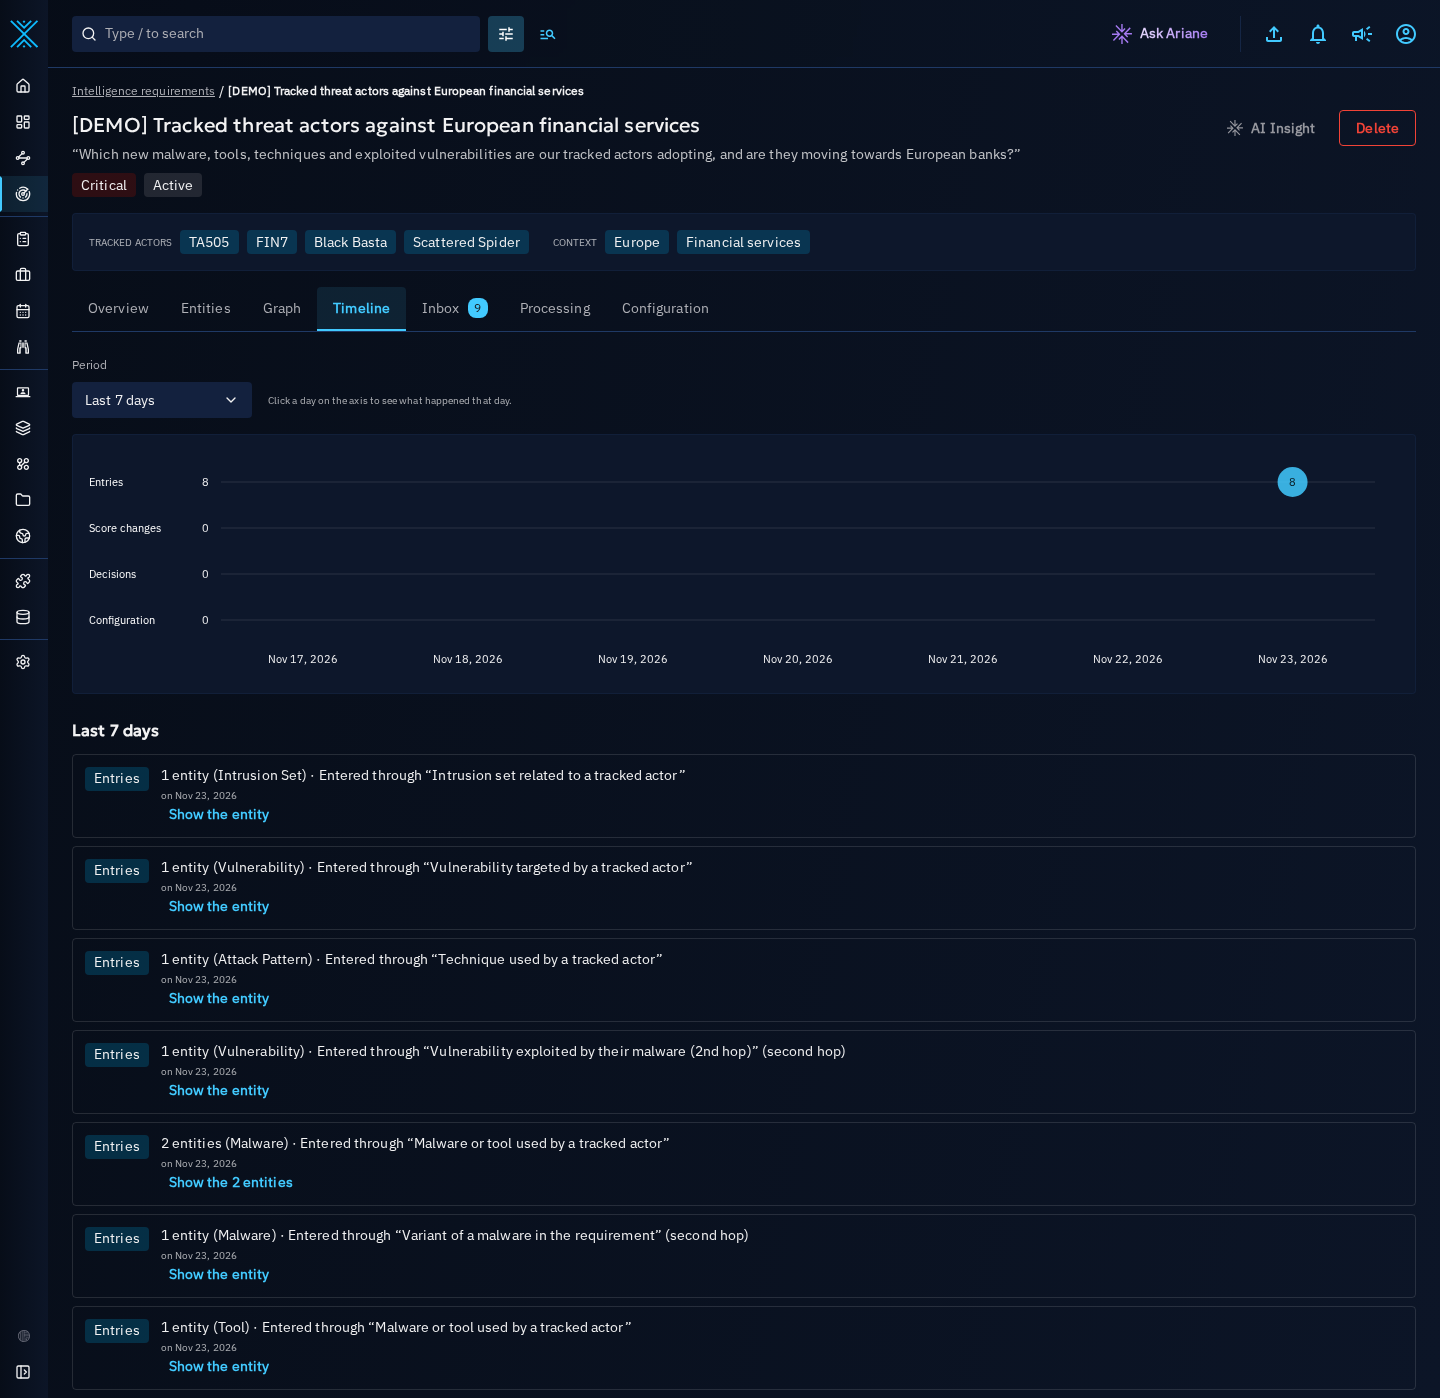 Type / to search
Ask Ariane
Intelligence requirements / [DEMO] Tracked threat actors against European financial services
[DEMO] Tracked threat actors against European financial services
AI Insight
Delete
“Which new malware, tools, techniques and exploited vulnerabilities are our tracked actors adopting, and are they moving towards European banks?”
Critical Active
TRACKED ACTORS TA505 FIN7 Black Basta Scattered Spider CONTEXT Europe Financial services
Overview Entities Graph Timeline Inbox 9 Processing Configuration
Period
Last 7 days
Click a day on the axis to see what happened that day.
Entries 8 8
Score changes 0
Decisions 0
Configuration 0
Nov 17, 2026 Nov 18, 2026 Nov 19, 2026 Nov 20, 2026 Nov 21, 2026 Nov 22, 2026 Nov 23, 2026
Last 7 days
Entries 1 entity (Intrusion Set) · Entered through “Intrusion set related to a tracked actor”
on Nov 23, 2026
Show the entity
Entries 1 entity (Vulnerability) · Entered through “Vulnerability targeted by a tracked actor”
on Nov 23, 2026
Show the entity
Entries 1 entity (Attack Pattern) · Entered through “Technique used by a tracked actor”
on Nov 23, 2026
Show the entity
Entries 1 entity (Vulnerability) · Entered through “Vulnerability exploited by their malware (2nd hop)” (second hop)
on Nov 23, 2026
Show the entity
Entries 2 entities (Malware) · Entered through “Malware or tool used by a tracked actor”
on Nov 23, 2026
Show the 2 entities
Entries 1 entity (Malware) · Entered through “Variant of a malware in the requirement” (second hop)
on Nov 23, 2026
Show the entity
Entries 1 entity (Tool) · Entered through “Malware or tool used by a tracked actor”
on Nov 23, 2026
Show the entity